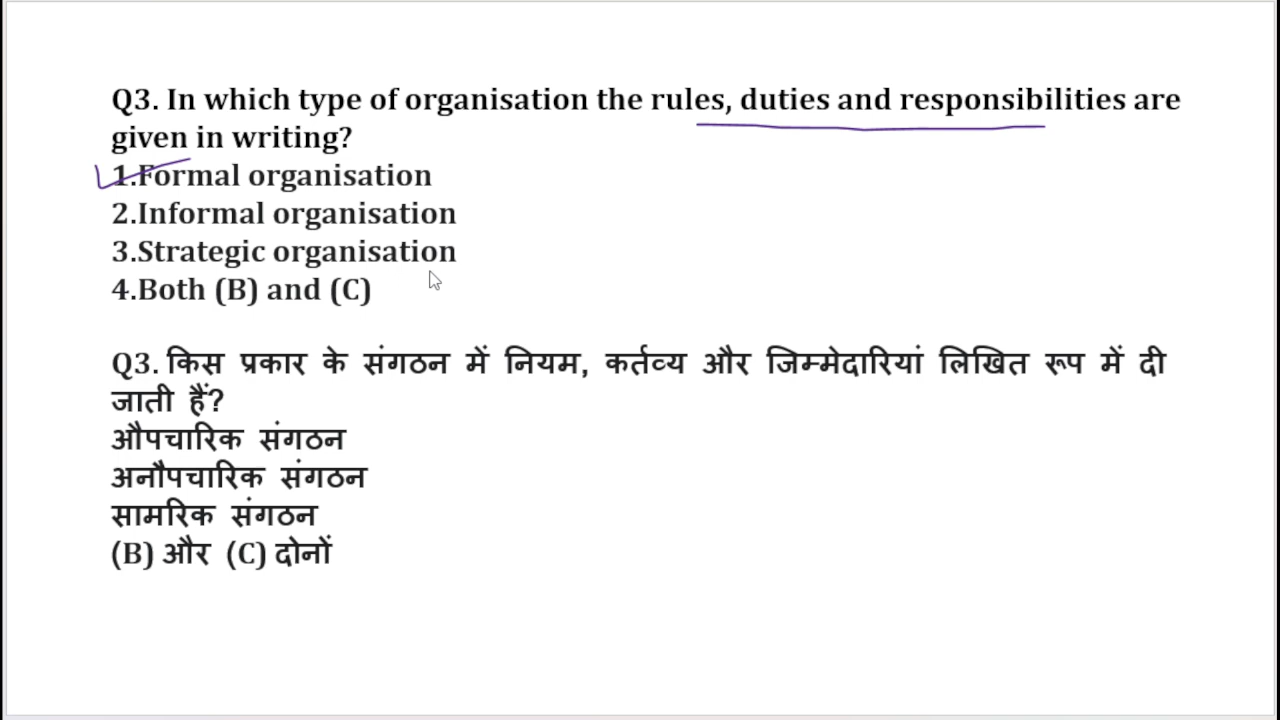 Q3. In which type of organisation the rules, duties and responsibilities are
given in writing?
1.Formal organisation
2.Informal organisation
3.Strategic organisation
4.Both (B) and (C)
Q3. किस प्रकार के संगठन में नियम, कर्तव्य और जिम्मेदारियां लिखित रूप में दी
जाती हैं?
औपचारिक संगठन
अनौपचारिक संगठन
सामरिक संगठन
(B) और (C) दोनों